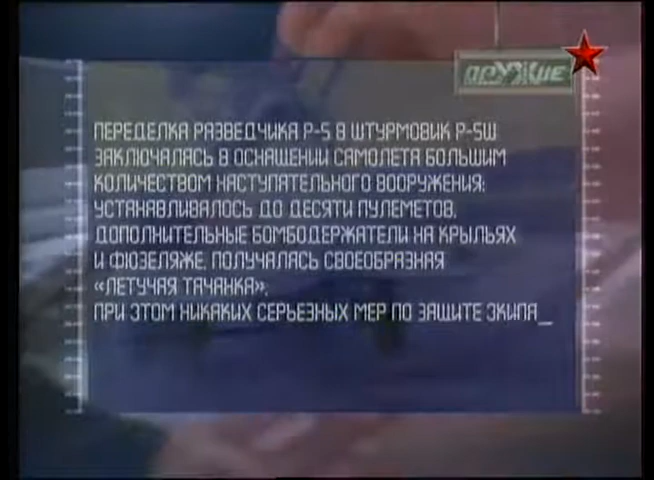 ОРУЖИЕ
ПЕРЕДЕЛКА РАЗВЕДЧИКА Р-5 В ШТУРМОВИК Р-5Ш
ЗАКЛЮЧАЛАСЬ В ОСНАЩЕНИИ САМОЛЕТА БОЛЬШИМ
КОЛИЧЕСТВОМ НАСТУПАТЕЛЬНОГО ВООРУЖЕНИЯ:
УСТАНАВЛИВАЛОСЬ ДО ДЕСЯТИ ПУЛЕМЕТОВ,
ДОПОЛНИТЕЛЬНЫЕ БОМБОДЕРЖАТЕЛИ НА КРЫЛЬЯХ
И ФЮЗЕЛЯЖЕ. ПОЛУЧАЛАСЬ СВОЕОБРАЗНАЯ
«ЛЕТУЧАЯ ТАЧАНКА».
ПРИ ЭТОМ НИКАКИХ СЕРЬЕЗНЫХ МЕР ПО ЗАЩИТЕ ЭКИПА_